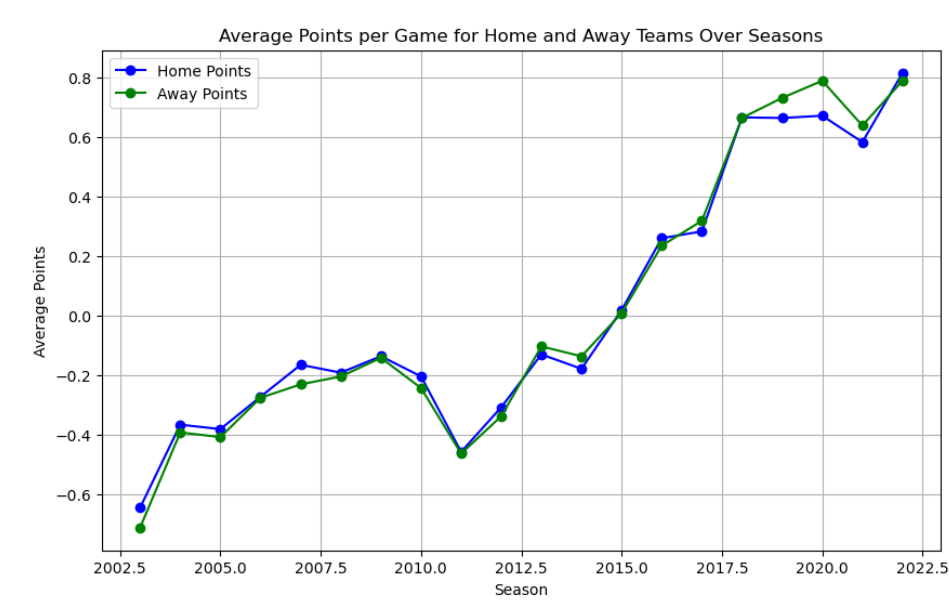 Average Points per Game for Home and Away Teams Over Seasons
Home Points
Away Points
0.8
0.6
0.4
0.2
0.0
−0.2
−0.4
−0.6
Average Points
2002.5 2005.0 2007.5 2010.0 2012.5 2015.0 2017.5 2020.0 2022.5
Season